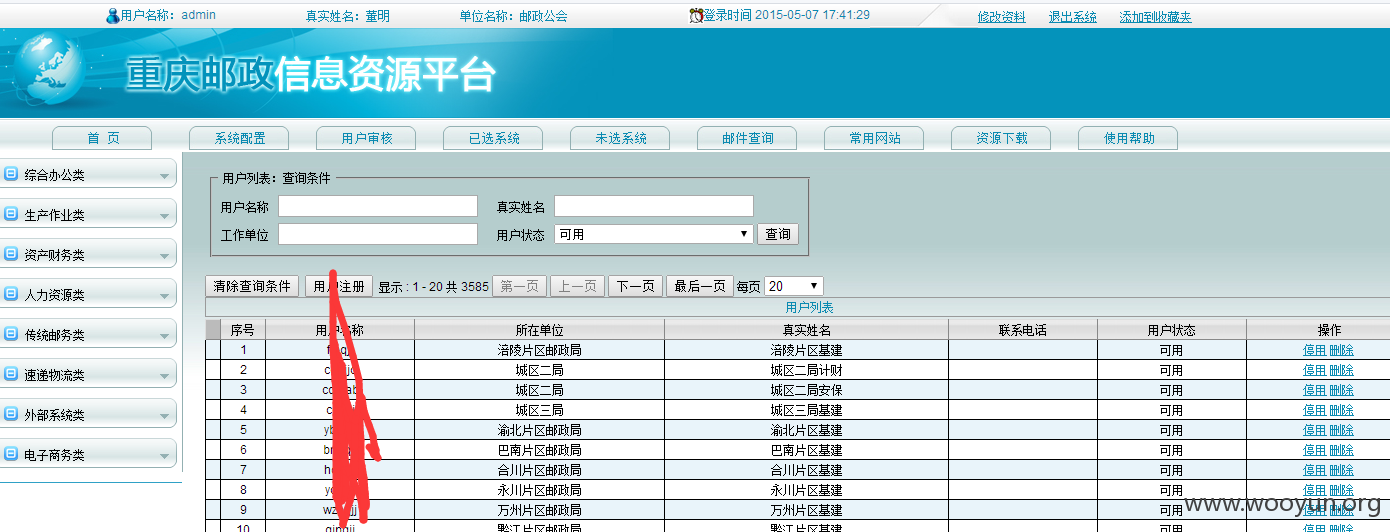 用户名称: admin 真实姓名: 董明 单位名称: 邮政公会 登录时间 2015-05-07 17:41:29 修改资料 退出系统 添加到收藏夹
重庆邮政信息资源平台
首 页 系统配置 用户审核 已选系统 未选系统 邮件查询 常用网站 资源下载 使用帮助
综合办公类
生产作业类
资产财务类
人力资源类
传统邮务类
速递物流类
外部系统类
电子商务类
用户列表: 查询条件
用户名称 真实姓名
工作单位 用户状态 可用 查询
清除查询条件 用户注册 显示 : 1 - 20 共 3585 第一页 上一页 下一页 最后一页 每页 20
用户列表
序号 用户名称 所在单位 真实姓名 联系电话 用户状态 操作
1 涪陵片区邮政局 涪陵片区基建 可用 停用 删除
2 城区二局 城区二局计财 可用 停用 删除
3 城区二局 城区二局安保 可用 停用 删除
4 城区三局 城区三局基建 可用 停用 删除
5 渝北片区邮政局 渝北片区基建 可用 停用 删除
6 巴南片区邮政局 巴南片区基建 可用 停用 删除
7 合川片区邮政局 合川片区基建 可用 停用 删除
8 永川片区邮政局 永川片区基建 可用 停用 删除
9 万州片区邮政局 万州片区基建 可用 停用 删除
10 黔江片区邮政局 黔江片区基建 可用 停用 删除
www.wooyun.org